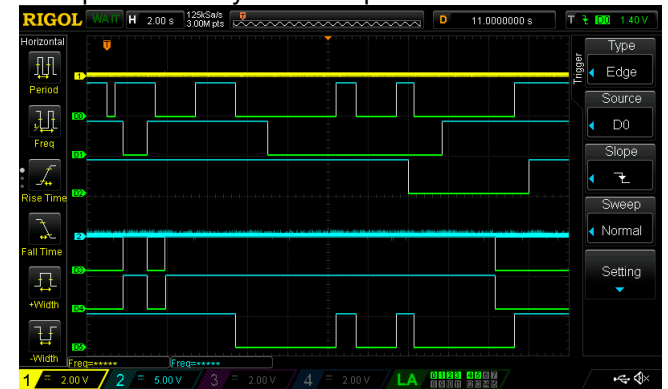 RIGOL WAIT H 2.00 s 125kSa/s 3.00M pts D 11.0000000 s T D0 1.40 V
Horizontal
Period
Freq
Rise Time
Fall Time
+Width
-Width
T
1
D0
D1
D2
2
D3
D4
D5
Trigger
Type
Edge
Source
D0
Slope
Sweep
Normal
Setting
Freq=***** Freq=*****
1 = 2.00 V 2 = 5.00 V 3 = 2.00 V 4 = 2.00 V LA